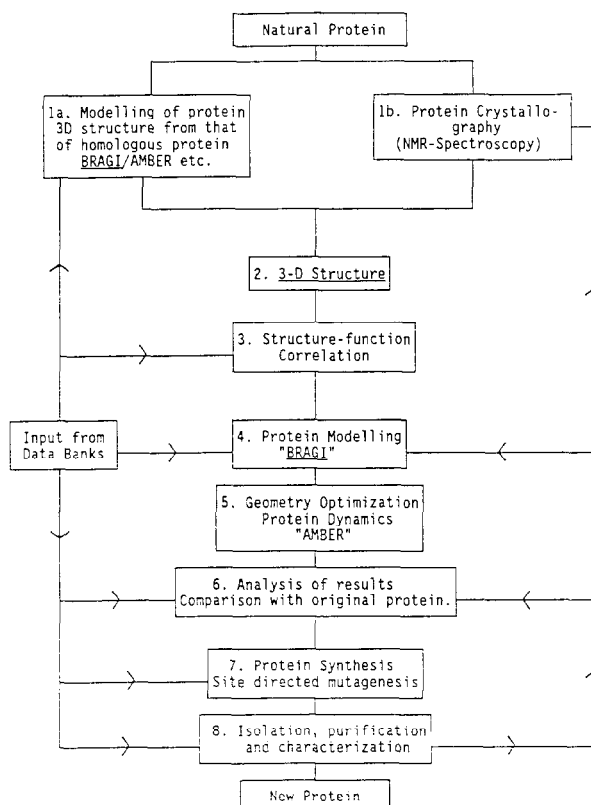 Natural Protein
1a. Modelling of protein
3D structure from that
of homologous protein
BRAGI/AMBER etc.
1b. Protein Crystallo-
graphy
(NMR-Spectroscopy)
2. 3-D Structure
3. Structure-function
Correlation
Input from
Data Banks
4. Protein Modelling
"BRAGI"
5. Geometry Optimization
Protein Dynamics
"AMBER"
6. Analysis of results
Comparison with original protein.
7. Protein Synthesis
Site directed mutagenesis
8. Isolation, purification
and characterization
New Protein